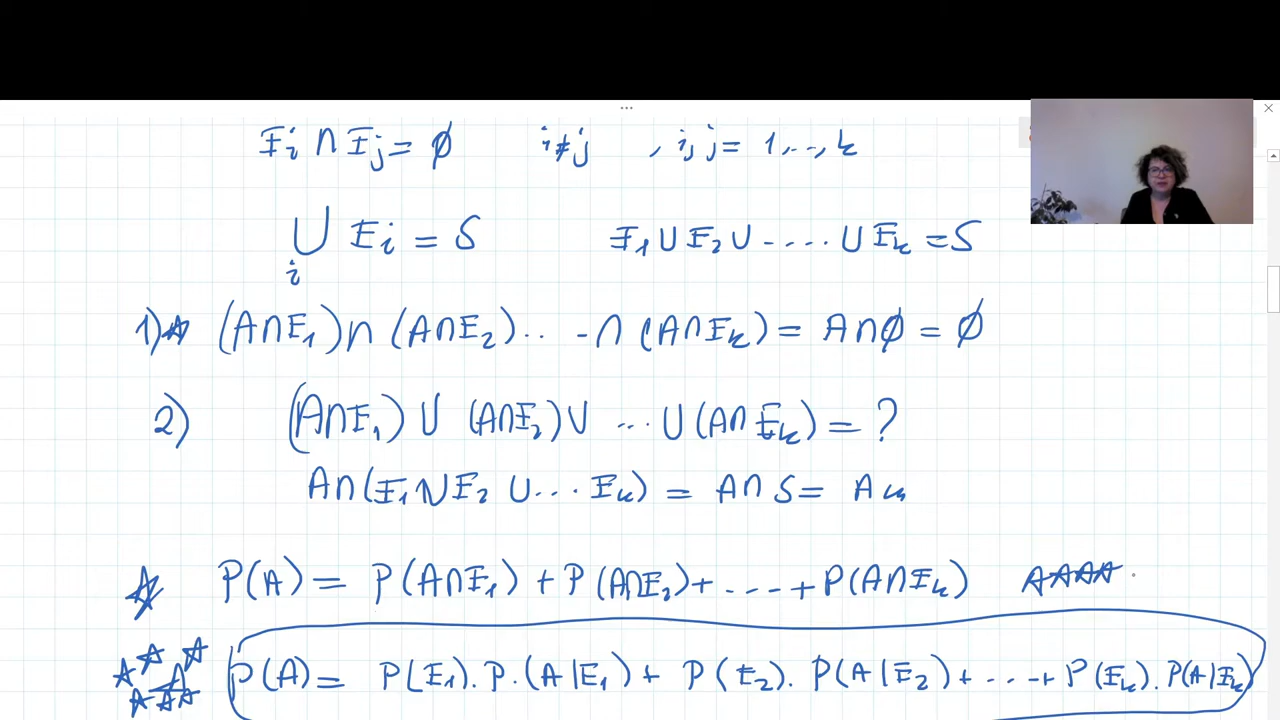 Ei ∩ Ej = ∅ i≠j , i, j = 1, .., k
⋃i Ei = S E1 ∪ E2 ∪ - .... ∪ Ek = S
1) ☆ (A∩E1) ∩ (A∩E2) .. - ∩ (A∩Ek) = A∩∅ = ∅
2) (A∩E1) ∪ (A∩E2) ∪ ... ∪ (A∩Ek) = ?
A∩(E1 ∪ E2 ∪ ... Ek) = A∩S = A
☆ P(A) = P(A∩E1) + P(A∩E2) + - ... + P(A∩Ek) ☆☆☆☆
☆☆☆☆☆☆☆ P(A) = P(E1). P.(A|E1) + P(E2). P(A|E2) + - ... + P(Ek). P(A|Ek)